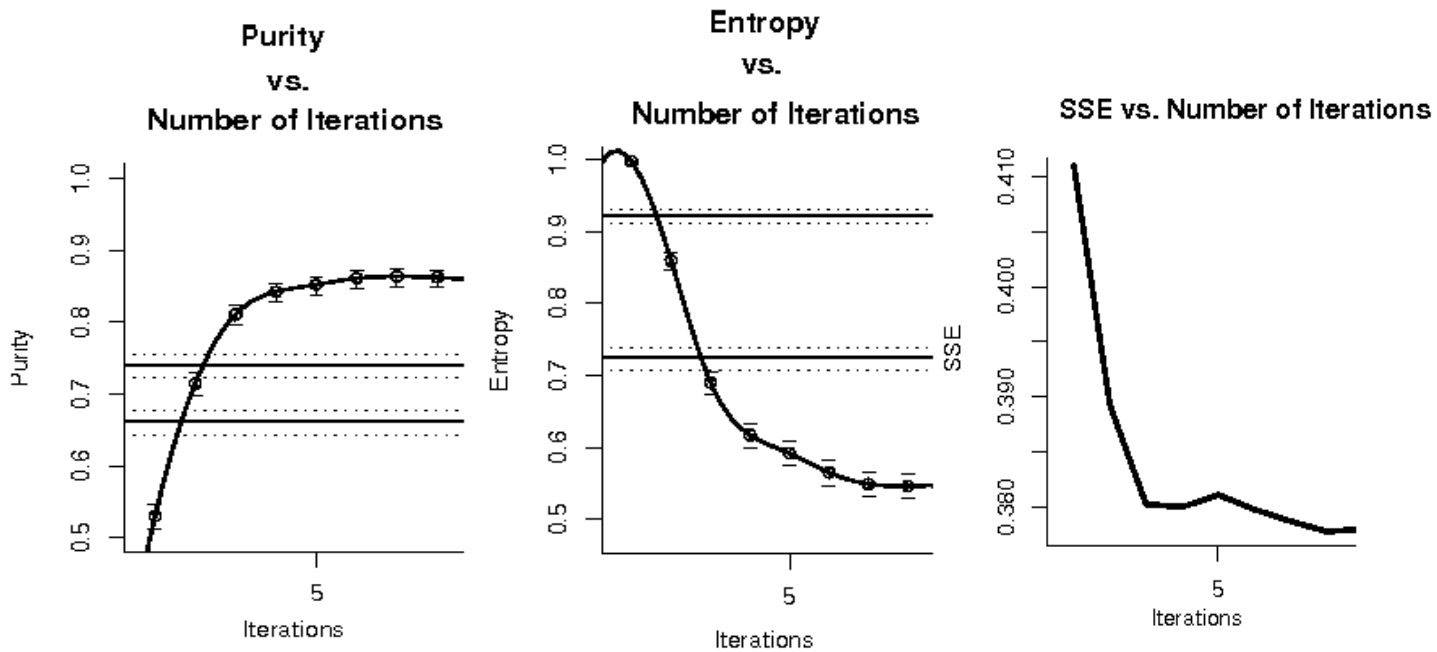 Purity
vs.
Number of Iterations
1.0
0.9
0.8
0.7
0.6
0.5
Purity
5
Iterations
Entropy
vs.
Number of Iterations
1.0
0.9
0.8
0.7
0.6
0.5
Entropy
5
Iterations
SSE vs. Number of Iterations
0.410
0.400
0.390
0.380
SSE
5
Iterations